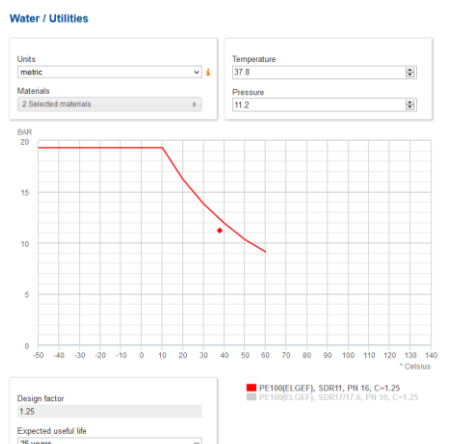 Water / Utilities
Units
Temperature
metric
37.8
Materials
Pressure
2 Selected materials
11.2
BAR
20
15
10
5
0
-50 -40 -30 -20 -10 0 10 20 30 40 50 60 70 80 90 100 110 120 130 140
° Celsius
Design factor
1.25
PE100(ELGEF), SDR11, PN 16, C=1.25
PE100(ELGEF), SDR17/17.6, PN 10, C=1.25
Expected useful life
25 years